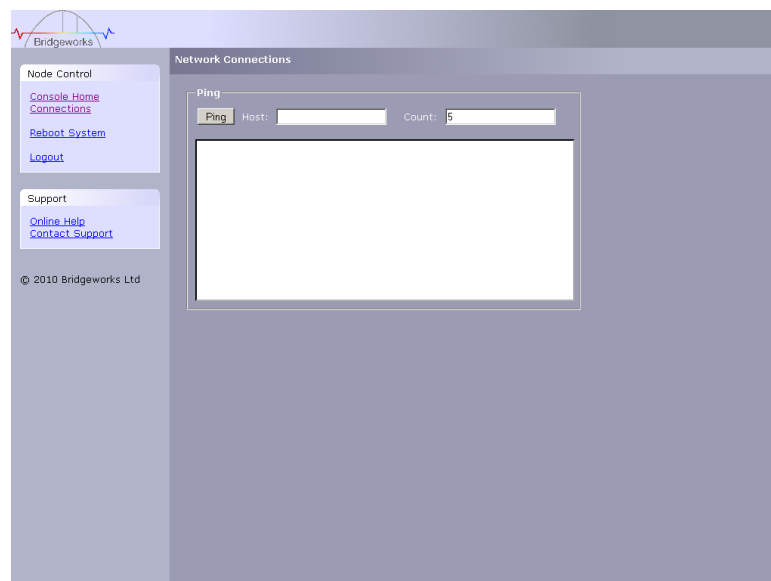 Bridgeworks
Network Connections
Node Control
Console Home
Connections
Reboot System
Logout
Support
Online Help
Contact Support
© 2010 Bridgeworks Ltd
Ping
Ping Host: Count: 5